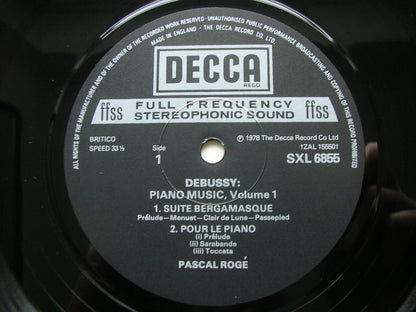 ALL RIGHTS OF THE MANUFACTURER AND OF THE OWNER OF THE RECORDED WORK RESERVED · UNAUTHORISED PUBLIC PERFORMANCE BROADCASTING AND COPYING OF THIS RECORD PROHIBITED
MADE IN ENGLAND · THE DECCA RECORD CO. LTD.
DECCA
REGD
ffss FULL FREQUENCY ffss
STEREOPHONIC SOUND
BRITICO
SPEED 33⅓
Side
1
℗ 1978 The Decca Record Co Ltd
1ZAL 155501
SXL 6855
DEBUSSY:
PIANO MUSIC, Volume 1
1. SUITE BERGAMASQUE
Prélude – Menuet – Clair de Lune – Passepied
2. POUR LE PIANO
(i) Prélude
(ii) Sarabande
(iii) Toccata
PASCAL ROGÉ